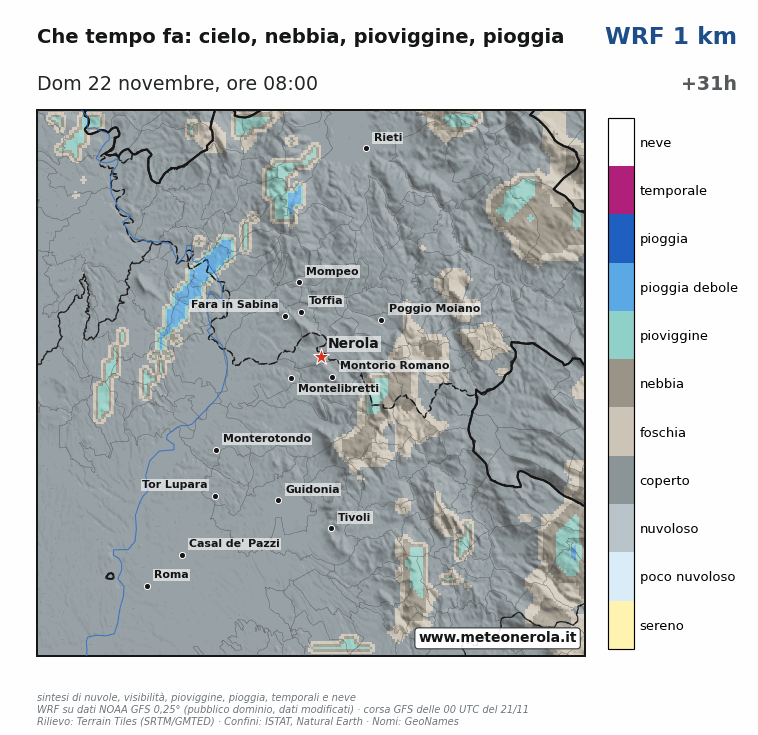 Che tempo fa: cielo, nebbia, pioviggine, pioggia
WRF 1 km
Dom 22 novembre, ore 08:00
+31h
Rieti
Mompeo
Fara in Sabina
Toffia
Poggio Moiano
Nerola
Montorio Romano
Montelibretti
Monterotondo
Tor Lupara
Guidonia
Tivoli
Casal de' Pazzi
Roma
www.meteonerola.it
neve
temporale
pioggia
pioggia debole
pioviggine
nebbia
foschia
coperto
nuvoloso
poco nuvoloso
sereno
sintesi di nuvole, visibilità, pioviggine, pioggia, temporali e neve
WRF su dati NOAA GFS 0,25° (pubblico dominio, dati modificati) · corsa GFS delle 00 UTC del 21/11
Rilievo: Terrain Tiles (SRTM/GMTED) · Confini: ISTAT, Natural Earth · Nomi: GeoNames